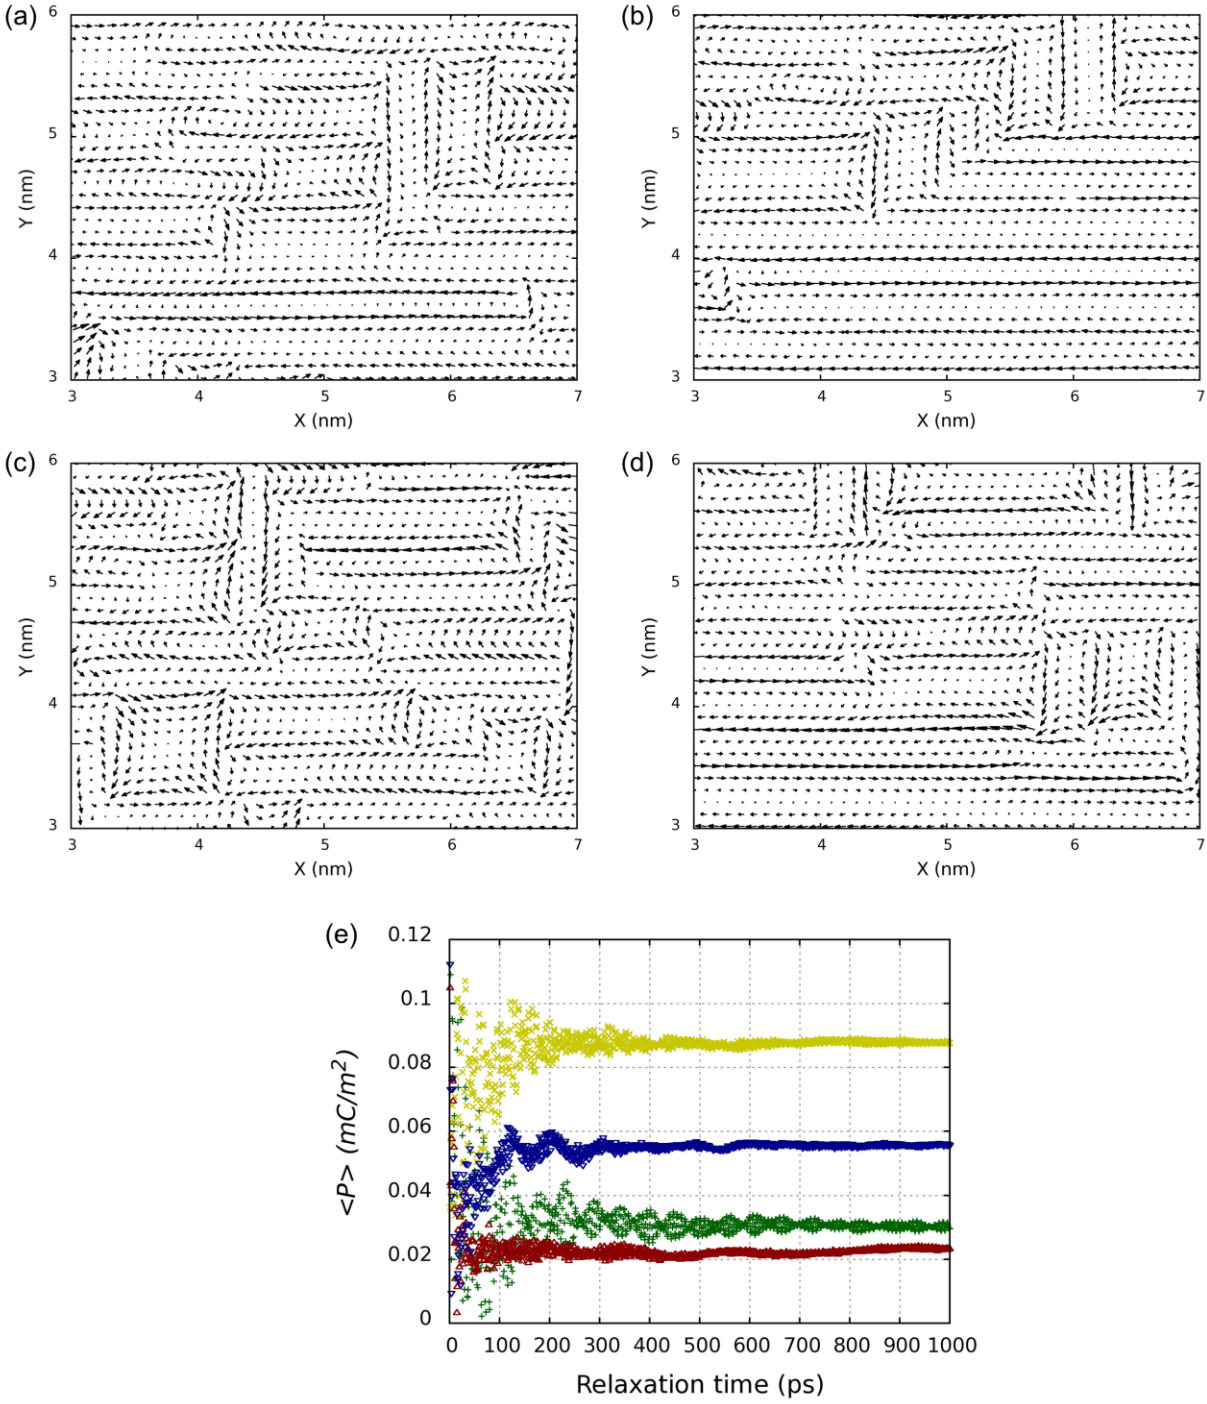 (a)
6
5
4
3
Y (nm)
3 4 5 6 7
X (nm)
(b)
6
5
4
3
Y (nm)
3 4 5 6 7
X (nm)
(c)
6
5
4
3
Y (nm)
3 4 5 6 7
X (nm)
(d)
6
5
4
3
Y (nm)
3 4 5 6 7
X (nm)
(e)
0.12
0.1
0.08
0.06
0.04
0.02
0
<P> (mC/m²)
0 100 200 300 400 500 600 700 800 900 1000
Relaxation time (ps)